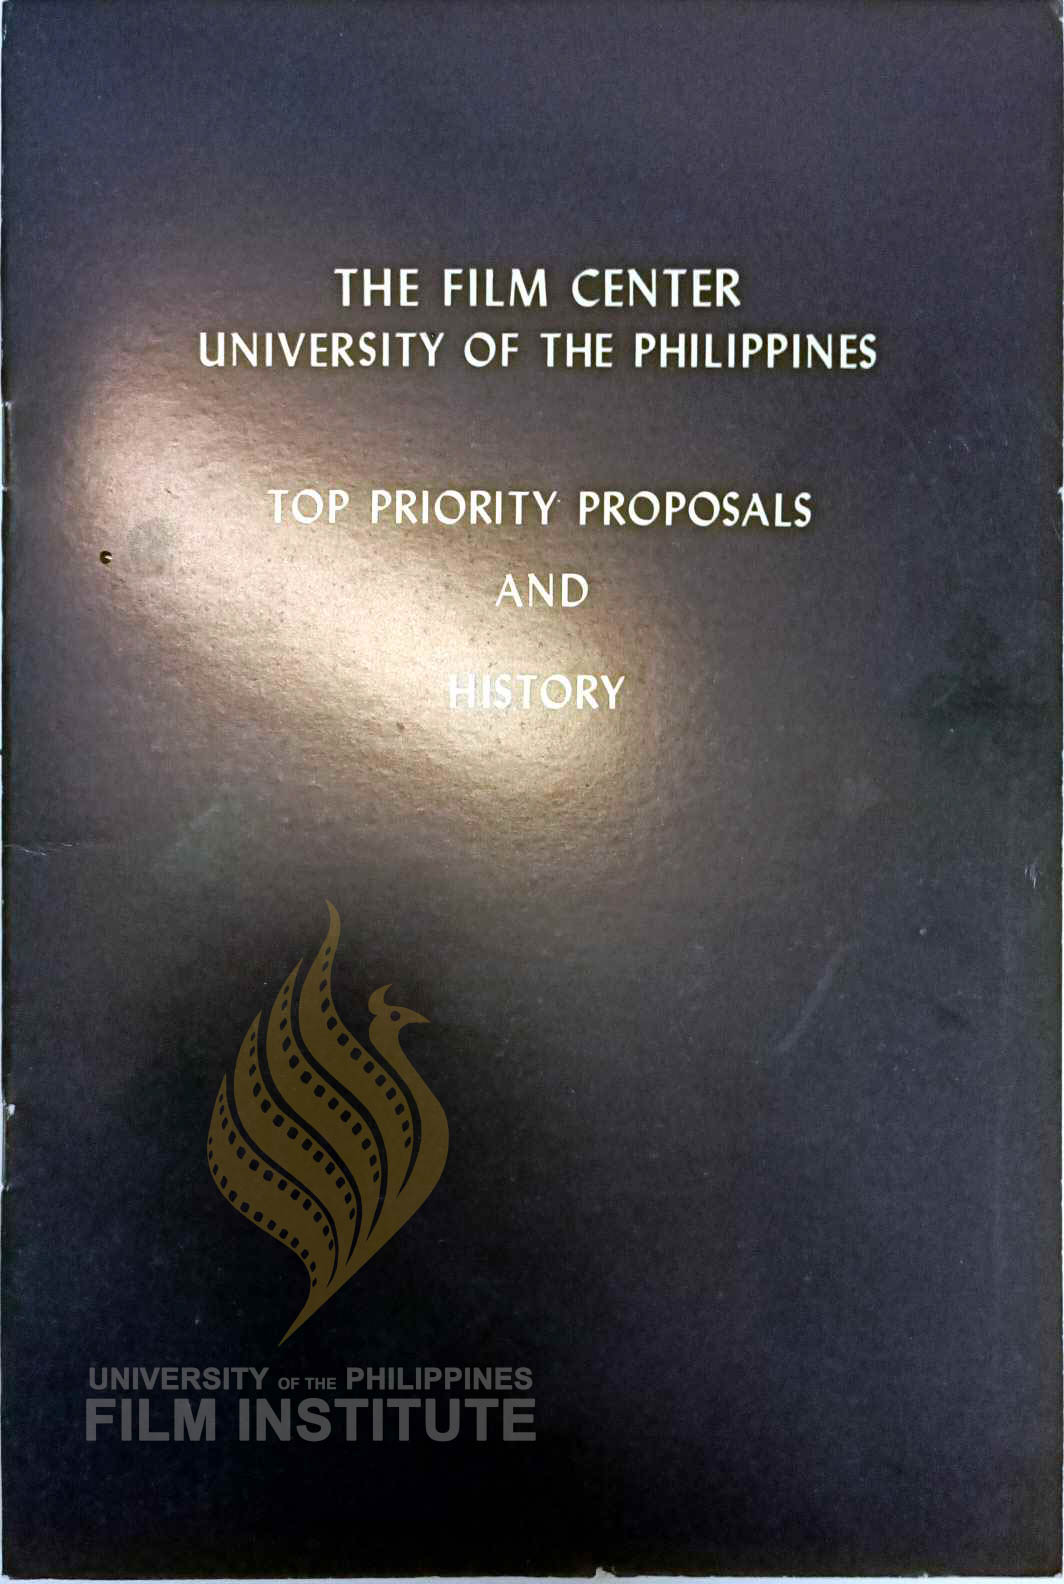 THE FILM CENTER
UNIVERSITY OF THE PHILIPPINES
TOP PRIORITY PROPOSALS
AND
HISTORY
UNIVERSITY OF THE PHILIPPINES
FILM INSTITUTE